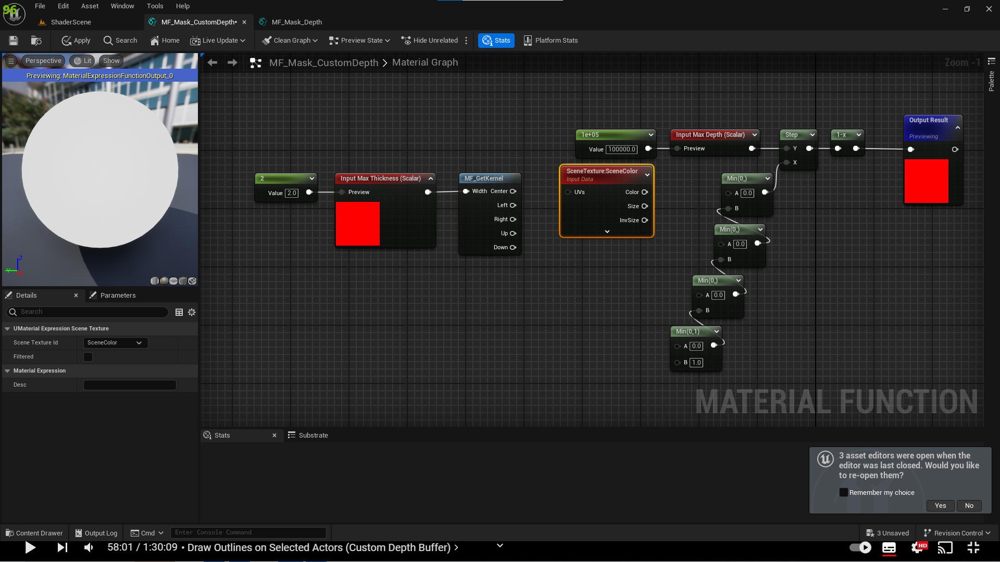 96
File Edit Asset Window Tools Help
ShaderScene MF_Mask_CustomDepth* MF_Mask_Depth
Apply Search Home Live Update Clean Graph Preview State Hide Unrelated Stats Platform Stats
Perspective Lit Show
Previewing: MaterialExpressionFunctionOutput_0
MF_Mask_CustomDepth > Material Graph
Zoom -1
Palette
Output Result
Previewing
1e+05
Value 100000.0
Input Max Depth (Scalar)
Preview
Step
Y
X
1-x
SceneTexture:SceneColor
Input Data
UVs Color
Size
InvSize
2
Value 2.0
Input Max Thickness (Scalar)
Preview
MF_GetKernel
Width Center
Left
Right
Up
Down
Min(0,)
A 0.0
B
Min(0,)
A 0.0
B
Min(0,)
A 0.0
B
Min(0,1)
A 0.0
B 1.0
MATERIAL FUNCTION
Z
Y
X
Details Parameters
Search
UMaterial Expression Scene Texture
Scene Texture Id SceneColor
Filtered
Material Expression
Desc
Stats Substrate
3 asset editors were open when the
editor was last closed. Would you like
to re-open them?
Remember my choice
Yes No
Content Drawer Output Log Cmd Enter Console Command 3 Unsaved Revision Control
58:01 / 1:30:09 • Draw Outlines on Selected Actors (Custom Depth Buffer) >
HD